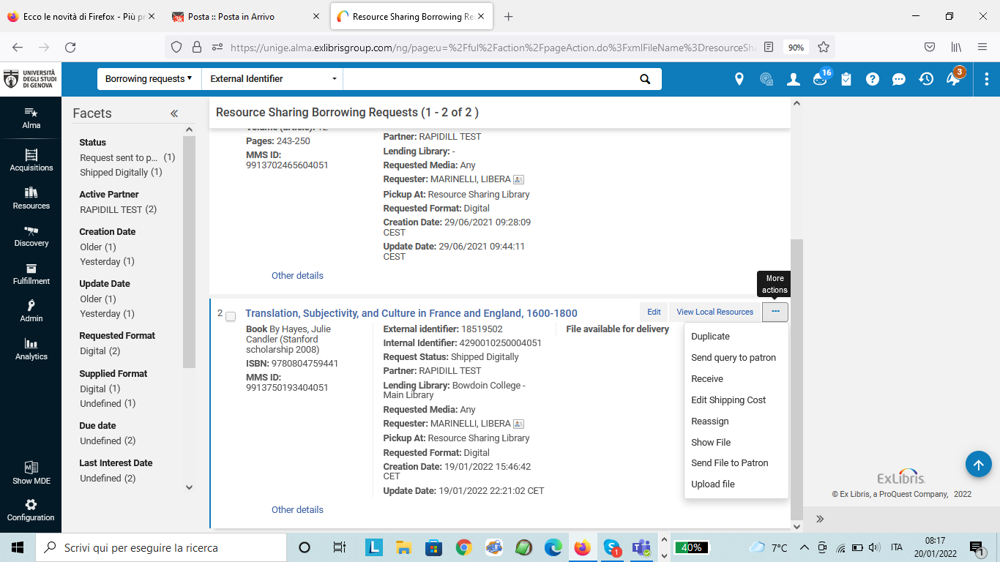 Ecco le novità di Firefox - Più pr
Posta :: Posta in Arrivo
Resource Sharing Borrowing Re
https://unige.alma.exlibrisgroup.com/ng/page;u=%2Fful%2Faction%2FpageAction.do%3FxmlFileName%3DresourceSha
90%
UNIVERSITÀ
DEGLI STUDI
DI GENOVA
Borrowing requests
External Identifier
16
3
Alma
Acquisitions
Resources
Discovery
Fulfillment
Admin
Analytics
Show MDE
Configuration
Facets
Status
Request sent to p... (1)
Shipped Digitally (1)
Active Partner
RAPIDILL TEST (2)
Creation Date
Older (1)
Yesterday (1)
Update Date
Older (1)
Yesterday (1)
Requested Format
Digital (2)
Supplied Format
Digital (1)
Undefined (1)
Due date
Undefined (2)
Last Interest Date
Undefined (2)
Resource Sharing Borrowing Requests (1 - 2 of 2 )
Volume (article): 12
Pages: 243-250
MMS ID:
9913702465604051
Partner: RAPIDILL TEST
Lending Library: -
Requested Media: Any
Requester: MARINELLI, LIBERA
Pickup At: Resource Sharing Library
Requested Format: Digital
Creation Date: 29/06/2021 09:28:09
CEST
Update Date: 29/06/2021 09:44:11
CEST
Other details
More
actions
2
Translation, Subjectivity, and Culture in France and England, 1600-1800
Edit
View Local Resources
Book By Hayes, Julie
Candler (Stanford
scholarship 2008)
ISBN: 9780804759441
MMS ID:
9913750193404051
External identifier: 18519502
Internal Identifier: 4290010250004051
Request Status: Shipped Digitally
Partner: RAPIDILL TEST
Lending Library: Bowdoin College -
Main Library
Requested Media: Any
Requester: MARINELLI, LIBERA
Pickup At: Resource Sharing Library
Requested Format: Digital
Creation Date: 19/01/2022 15:46:42
CET
Update Date: 19/01/2022 22:21:02 CET
File available for delivery
Duplicate
Send query to patron
Receive
Edit Shipping Cost
Reassign
Show File
Send File to Patron
Upload file
Other details
ExLibris
© Ex Libris, a ProQuest Company, 2022
Scrivi qui per eseguire la ricerca
L
1
40%
7°C
ITA
08:17
20/01/2022
1